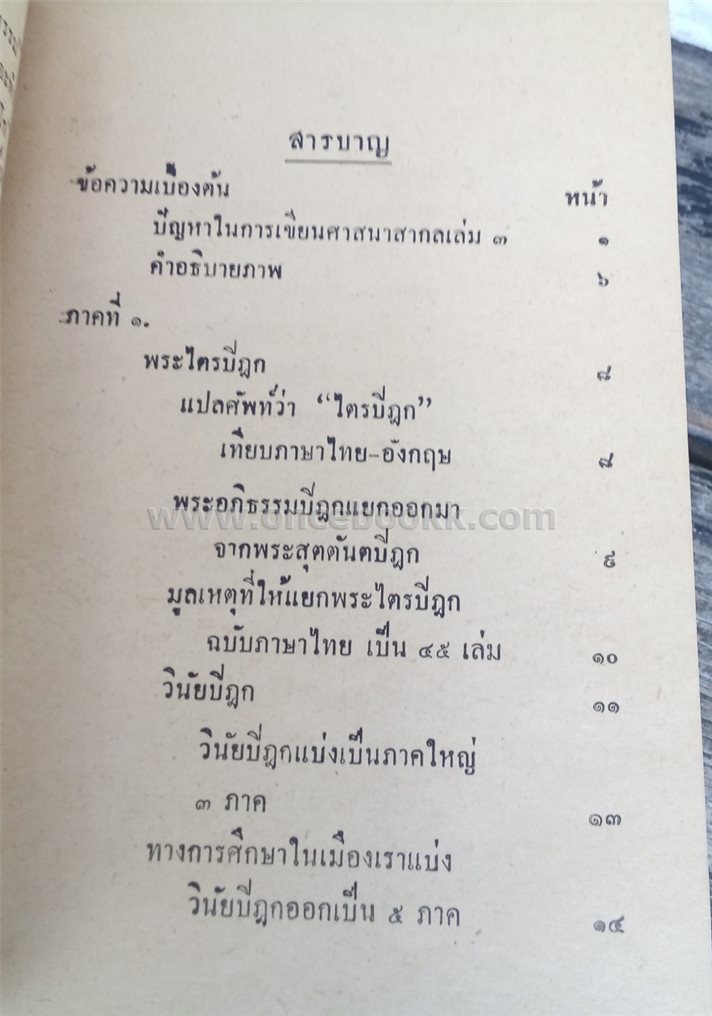 สารบาญ
ข้อความเบื้องต้น หน้า
ปัญหาในการเขียนศาสนาสากลเล่ม ๓ ๑
คำอธิบายภาพ ๖
ภาคที่ ๑.
พระไตรปิฎก ๘
แปลศัพท์ว่า “ไตรปิฎก”
เทียบภาษาไทย-อังกฤษ ๘
พระอภิธรรมปิฎกแยกออกมา
www.oncebookk.com
จากพระสุตตันตปิฎก ๙
มูลเหตุที่ให้แยกพระไตรปิฎก
ฉบับภาษาไทย เป็น ๔๕ เล่ม ๑๐
วินัยปิฎก ๑๑
วินัยปิฎกแบ่งเป็นภาคใหญ่
๓ ภาค ๑๓
ทางการศึกษาในเมืองเราแบ่ง
วินัยปิฎกออกเป็น ๕ ภาค ๑๔